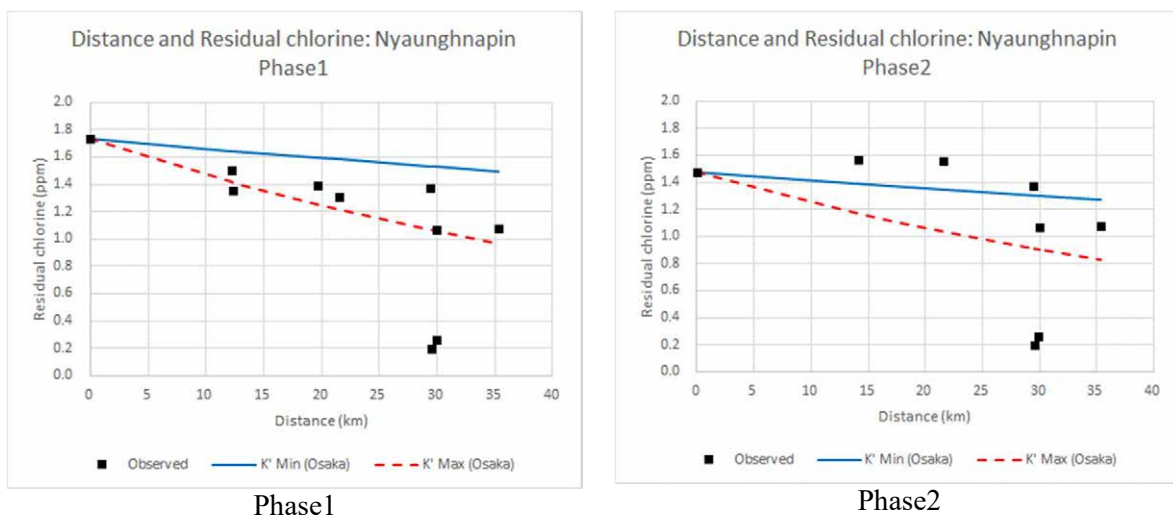 Distance and Residual chlorine: Nyaunghnapin
Phase1
Residual chlorine (ppm)
2.0
1.8
1.6
1.4
1.2
1.0
0.8
0.6
0.4
0.2
0.0
0 5 10 15 20 25 30 35 40
Distance (km)
Observed K' Min (Osaka) K' Max (Osaka)
Phase1
Distance and Residual chlorine: Nyaunghnapin
Phase2
Residual chlorine (ppm)
2.0
1.8
1.6
1.4
1.2
1.0
0.8
0.6
0.4
0.2
0.0
0 5 10 15 20 25 30 35 40
Distance (km)
Observed K' Min (Osaka) K' Max (Osaka)
Phase2